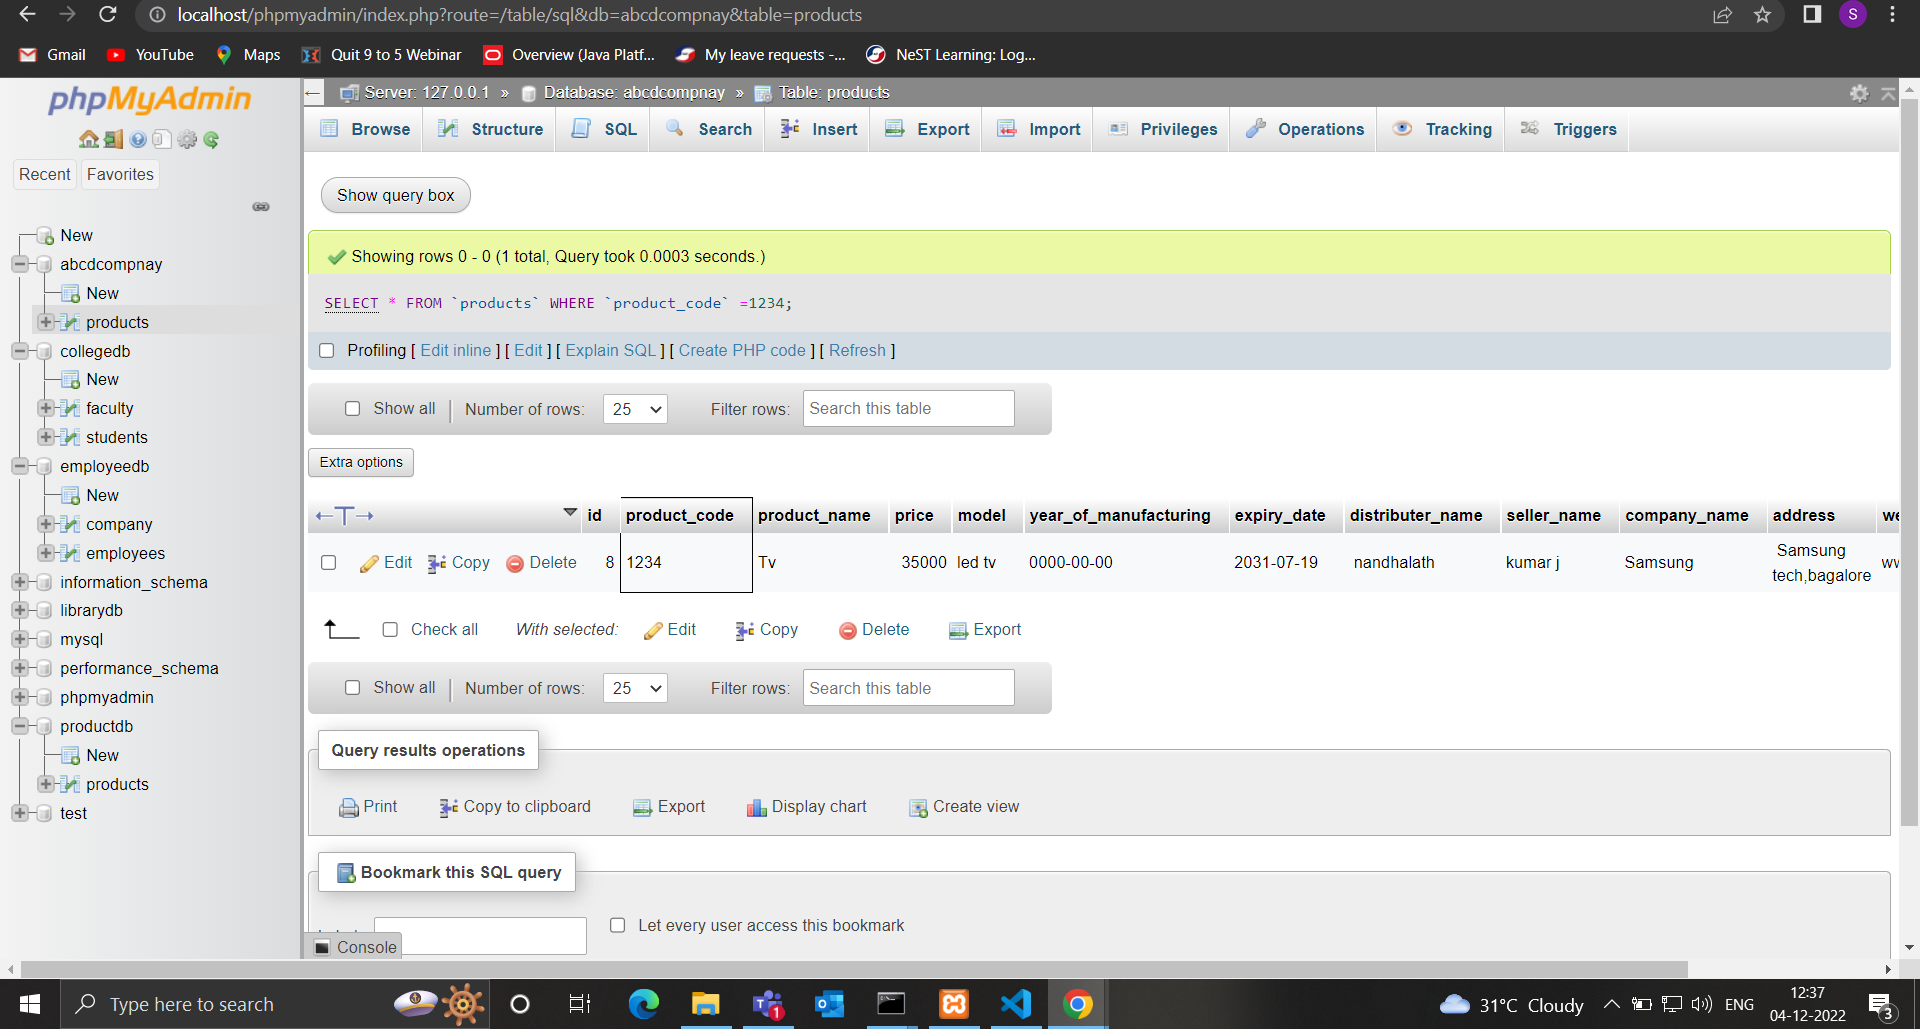 localhost/phpmyadmin/index.php?route=/table/sql&db=abcdcompnay&table=products
S
Gmail YouTube Maps Quit 9 to 5 Webinar Overview (Java Platf... My leave requests -... NeST Learning: Log...
phpMyAdmin
Recent Favorites
New
abcdcompnay
New
products
collegedb
New
faculty
students
employeedb
New
company
employees
information_schema
librarydb
mysql
performance_schema
phpmyadmin
productdb
New
products
test
Server: 127.0.0.1 » Database: abcdcompnay » Table: products
Browse Structure SQL Search Insert Export Import Privileges Operations Tracking Triggers
Show query box
Showing rows 0 - 0 (1 total, Query took 0.0003 seconds.)
SELECT * FROM `products` WHERE `product_code` =1234;
Profiling [ Edit inline ] [ Edit ] [ Explain SQL ] [ Create PHP code ] [ Refresh ]
Show all Number of rows: 25 Filter rows: Search this table
Extra options
←T→ id product_code product_name price model year_of_manufacturing expiry_date distributer_name seller_name company_name address we
Edit Copy Delete 8 1234 Tv 35000 led tv 0000-00-00 2031-07-19 nandhalath kumar j Samsung Samsung
tech,bagalore
Check all With selected: Edit Copy Delete Export
Show all Number of rows: 25 Filter rows: Search this table
Query results operations
Print Copy to clipboard Export Display chart Create view
Bookmark this SQL query
Let every user access this bookmark
Console
Type here to search
1
31°C Cloudy ENG
12:37
04-12-2022
3